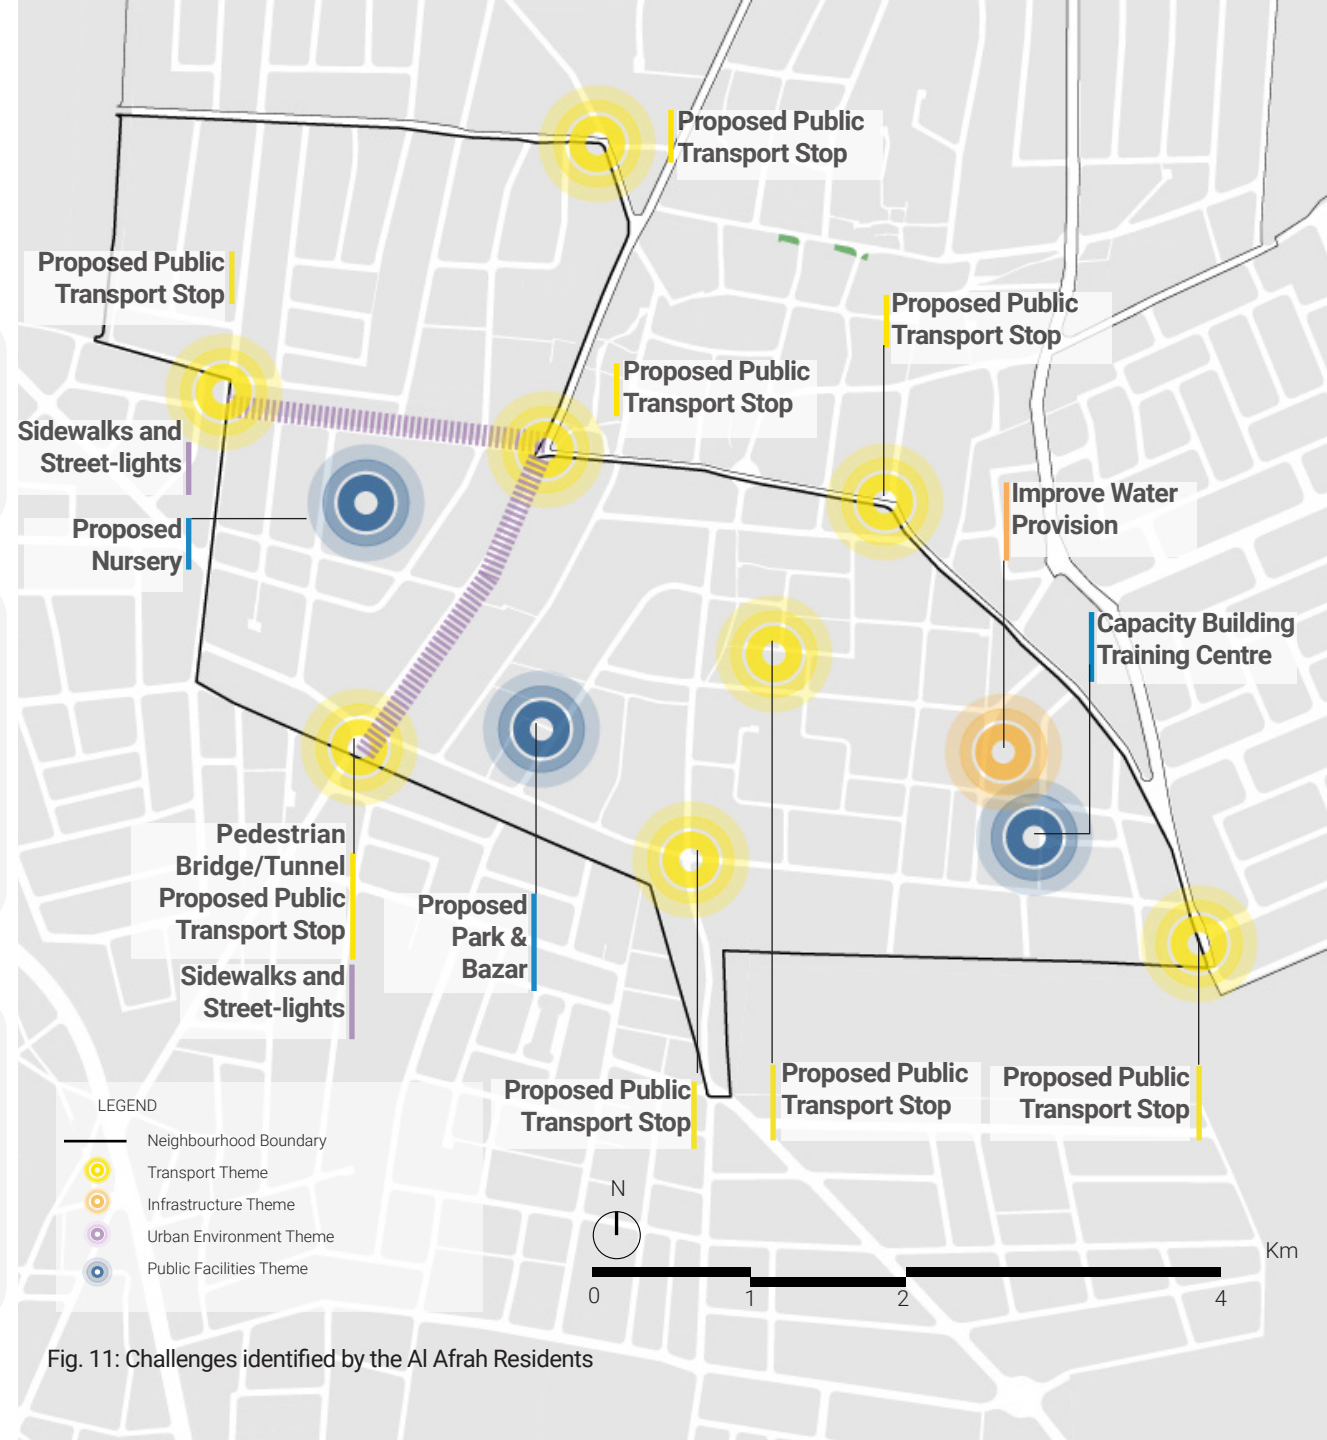 Proposed Public
Transport Stop
Proposed Public
Transport Stop
Proposed Public
Transport Stop
Proposed Public
Transport Stop
Sidewalks and
Street-lights
Improve Water
Provision
Proposed
Nursery
Capacity Building
Training Centre
Pedestrian
Bridge/Tunnel
Proposed Public
Transport Stop
Sidewalks and
Street-lights
Proposed
Park &
Bazar
Proposed Public
Transport Stop
Proposed Public
Transport Stop
Proposed Public
Transport Stop
LEGEND
Neighbourhood Boundary
Transport Theme
Infrastructure Theme
Urban Environment Theme
Public Facilities Theme
N
Km
0 1 2 4
Fig. 11: Challenges identified by the Al Afrah Residents